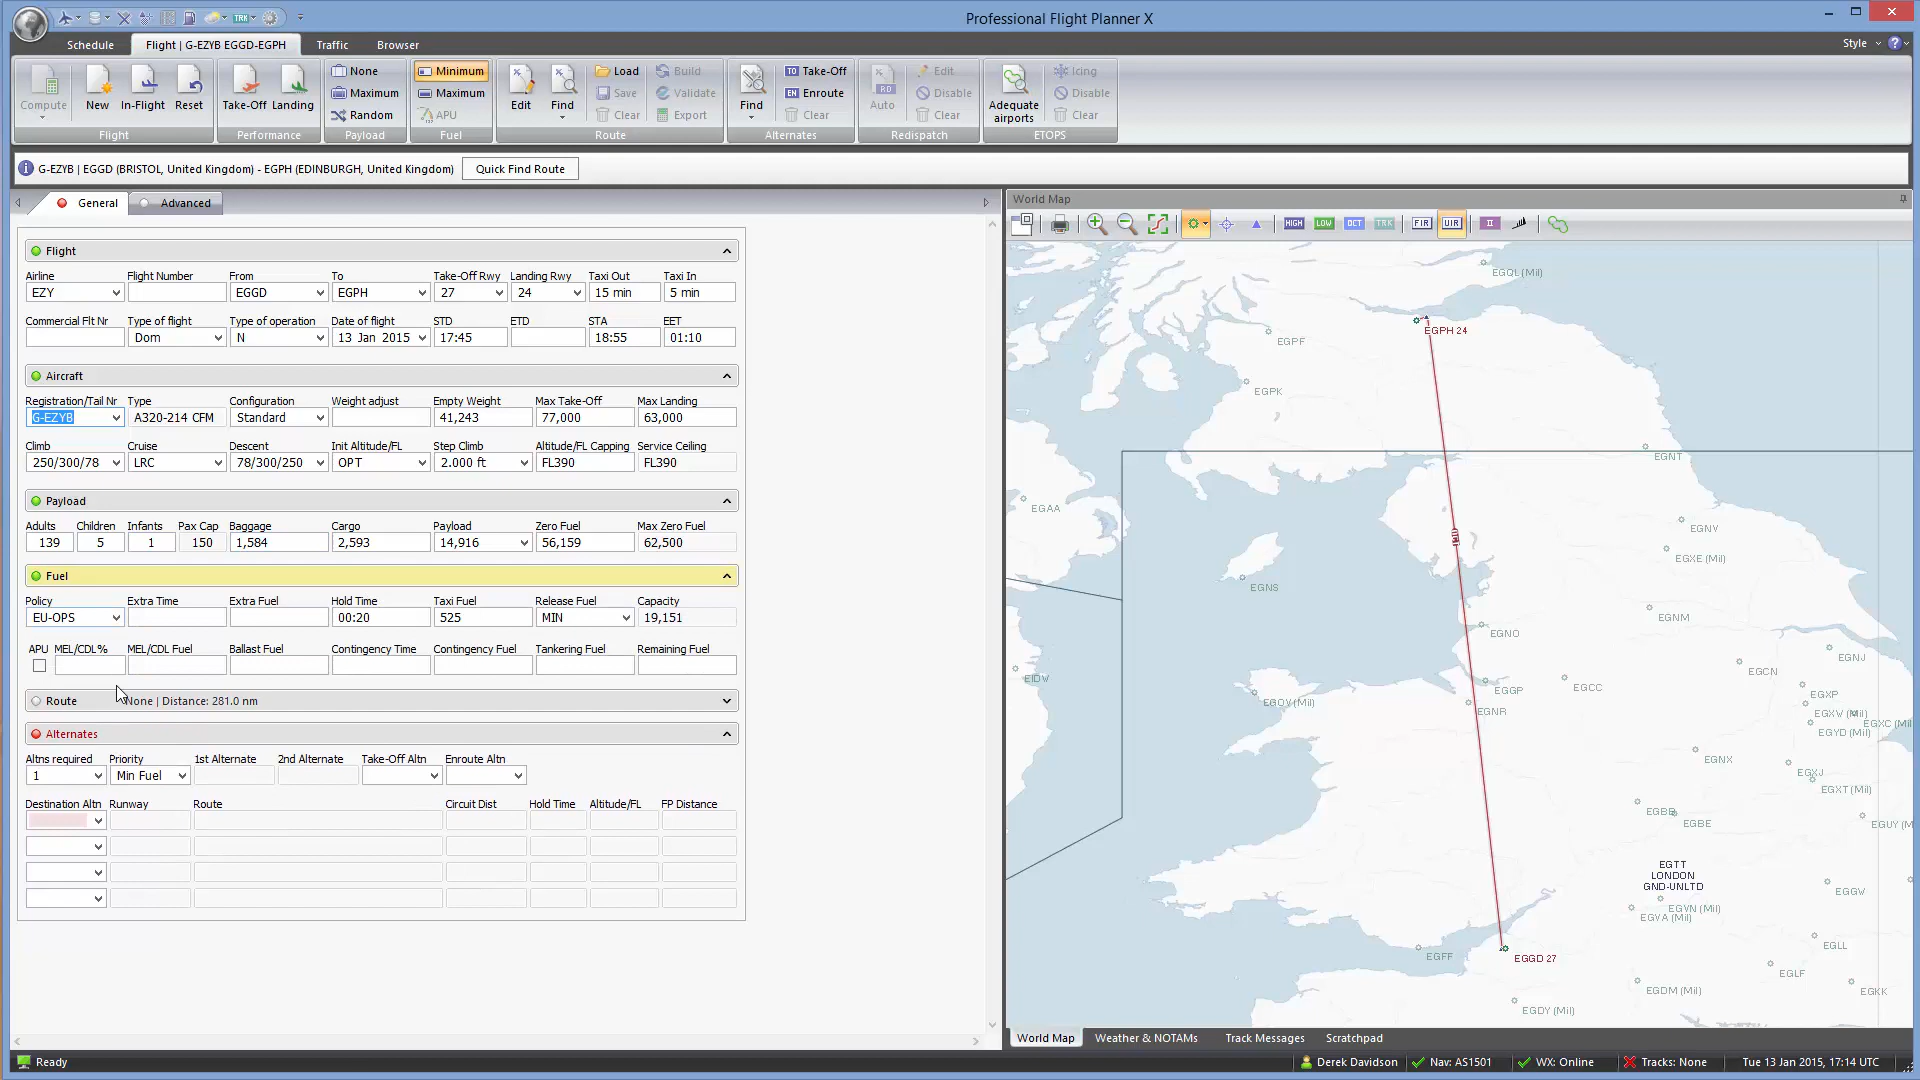 Professional Flight Planner X
Schedule Flight | G-EZYB EGGD-EGPH Traffic Browser Style
Compute New In-Flight Reset Take-Off Landing
None Maximum Random
Minimum Maximum APU
Edit Find Load Save Clear Build Validate Export
Find Take-Off Enroute Clear
Auto Edit Disable Clear
Adequate airports Icing Disable Clear
Flight Performance Payload Fuel Route Alternates Redispatch ETOPS
G-EZYB | EGGD (BRISTOL, United Kingdom) - EGPH (EDINBURGH, United Kingdom) Quick Find Route
General Advanced
Flight
Airline Flight Number From To Take-Off Rwy Landing Rwy Taxi Out Taxi In
EZY EGGD EGPH 27 24 15 min 5 min
Commercial Flt Nr Type of flight Type of operation Date of flight STD ETD STA EET
Dom N 13 Jan 2015 17:45 18:55 01:10
Aircraft
Registration/Tail Nr Type Configuration Weight adjust Empty Weight Max Take-Off Max Landing
G-EZYB A320-214 CFM Standard 41,243 77,000 63,000
Climb Cruise Descent Init Altitude/FL Step Climb Altitude/FL Capping Service Ceiling
250/300/78 LRC 78/300/250 OPT 2.000 ft FL390 FL390
Payload
Adults Children Infants Pax Cap Baggage Cargo Payload Zero Fuel Max Zero Fuel
139 5 1 150 1,584 2,593 14,916 56,159 62,500
Fuel
Policy Extra Time Extra Fuel Hold Time Taxi Fuel Release Fuel Capacity
EU-OPS 00:20 525 MIN 19,151
APU MEL/CDL% MEL/CDL Fuel Ballast Fuel Contingency Time Contingency Fuel Tankering Fuel Remaining Fuel
Route None | Distance: 281.0 nm
Alternates
Altns required Priority 1st Alternate 2nd Alternate Take-Off Altn Enroute Altn
1 Min Fuel
Destination Altn Runway Route Circuit Dist Hold Time Altitude/FL FP Distance
World Map
HIGH LOW OCT TRK FIR UIR
EGQL (Mil)
EGPH 24
EGPF
EGPK
EGNT
EGAA
EGNV
EGXE (Mil)
EGNS
EGNM
EGNO
EGNJ
EGCN
EIDW
EGGP
EGCC
EGXP
EGOV (Mil)
EGNR
EGXV (Mil)
EGXC (Mil)
EGYD (Mil)
EGNX
EGXJ
EGXT (Mil)
EGBB
EGBE
EGUY (M
EGTT
LONDON
GND-UNLTD
EGGW
EGVN (Mil)
EGVA (Mil)
EGLL
EGFF
EGGD 27
EGLF
EGDM (Mil)
EGKK
EGDY (Mil)
World Map Weather & NOTAMs Track Messages Scratchpad
Ready Derek Davidson Nav: AS1501 WX: Online Tracks: None Tue 13 Jan 2015, 17:14 UTC